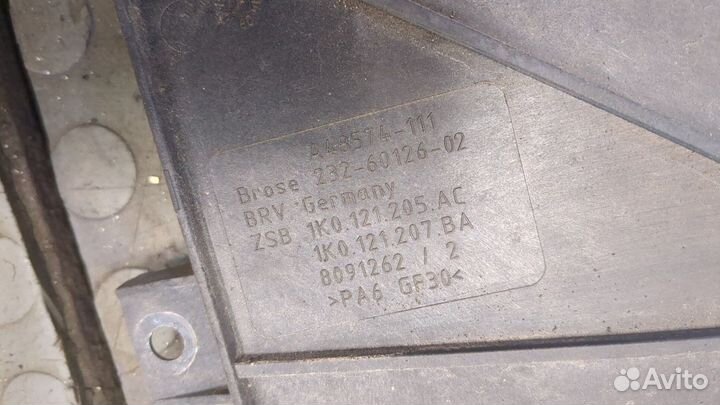 A48574-111
Brose 232-60126-02
BRV Germany
ZSB 1K0.121.205.AC
1K0.121.207.BA
8091262 / 2
>PA6 GF30<
Avito